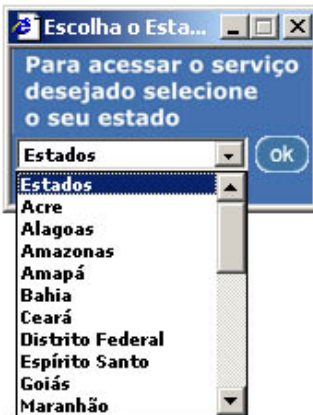 Escolha o Esta...
Para acessar o serviço
desejado selecione
o seu estado
Estados
ok
Estados
Acre
Alagoas
Amazonas
Amapá
Bahia
Ceará
Distrito Federal
Espírito Santo
Goiás
Maranhão